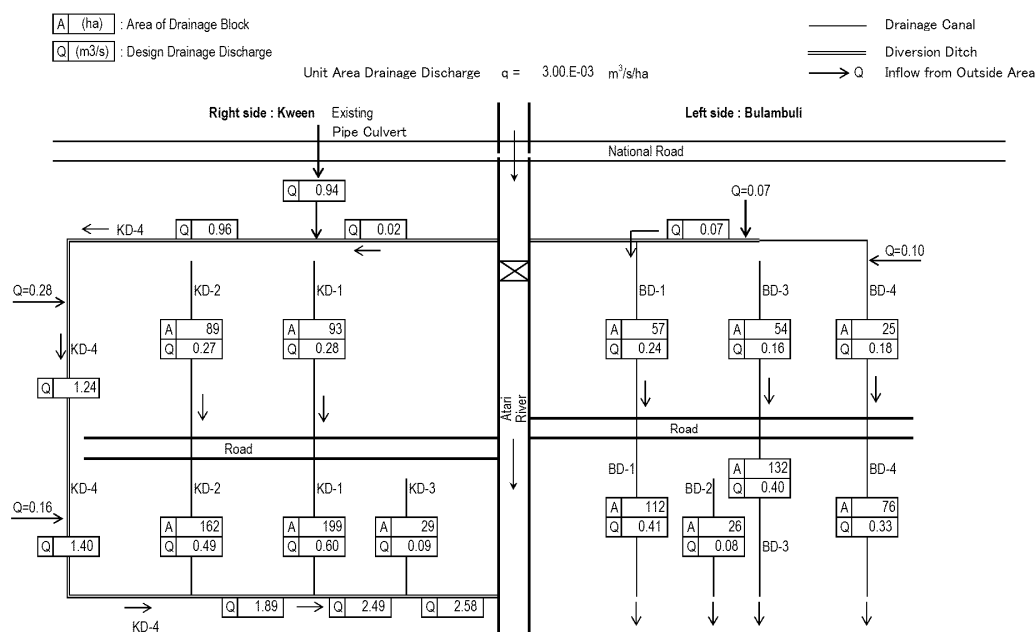 A (ha) : Area of Drainage Block
Q (m3/s) : Design Drainage Discharge
Drainage Canal
Diversion Ditch
Q Inflow from Outside Area
Unit Area Drainage Discharge q = 3.00.E-03 m³/s/ha
Right side : Kween Existing
Pipe Culvert
Left side : Bulambuli
National Road
Q 0.94
Q=0.07
KD-4 Q 0.96 Q 0.02 Q 0.07
Q=0.10
Q=0.28 KD-2 KD-1 BD-1 BD-3 BD-4
A 89 A 93 A 57 A 54 A 25
Q 0.27 Q 0.28 Q 0.24 Q 0.16 Q 0.18
KD-4
Q 1.24
Atari
River
Road
Road
KD-4 KD-2 KD-1 KD-3 BD-1 BD-2 BD-4
A 132
Q 0.40
Q=0.16
A 162 A 199 A 29 A 112 A 26 A 76
Q 0.49 Q 0.60 Q 0.09 Q 0.41 Q 0.08 Q 0.33
Q 1.40
BD-3
KD-4 Q 1.89 Q 2.49 Q 2.58